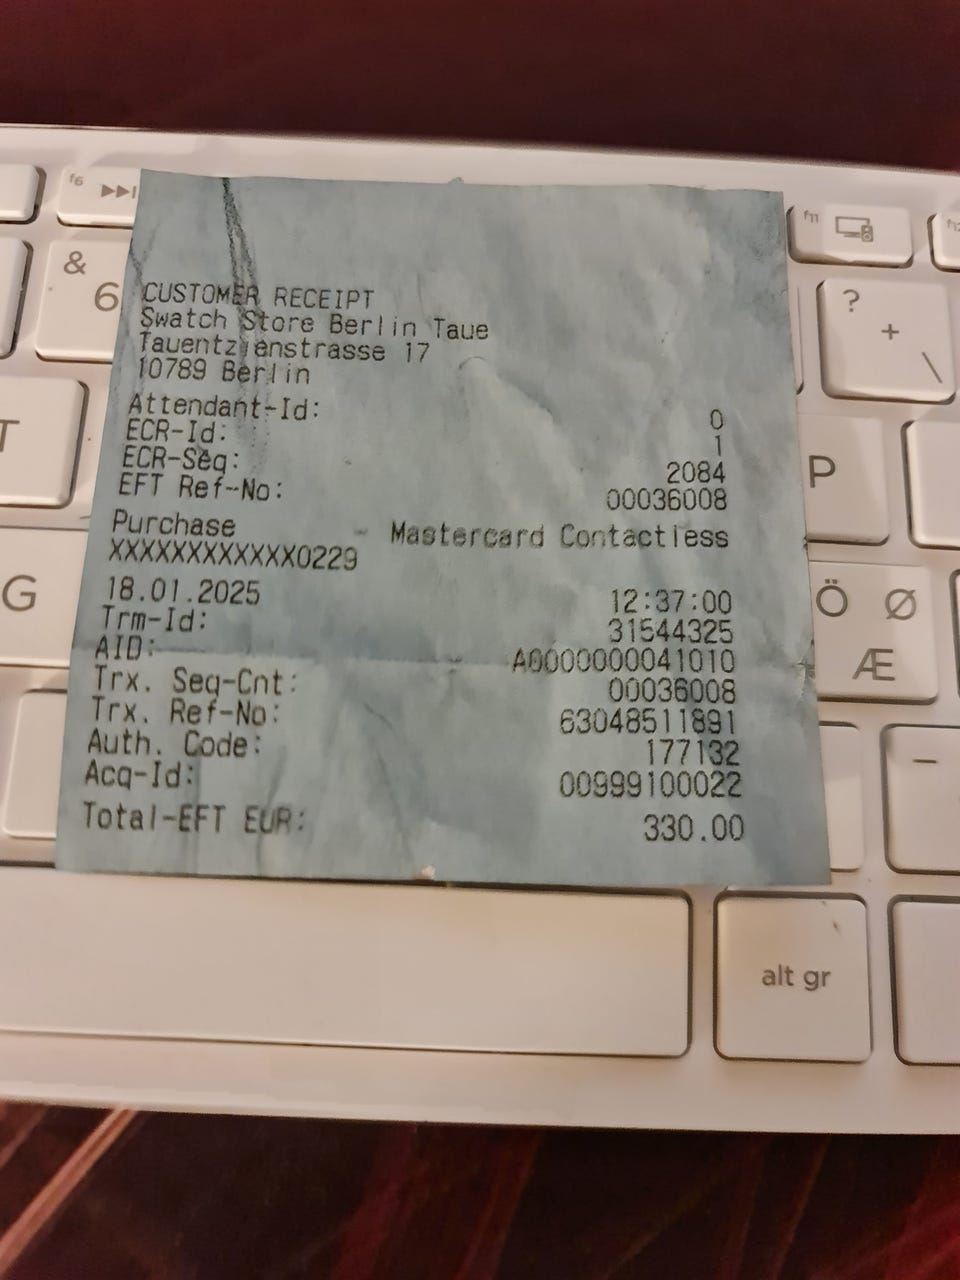 f6
f11
f12
&
6
?
+
\
T
P
G
Ö Ø
Æ
-
alt gr
CUSTOMER RECEIPT
Swatch Store Berlin Taue
Tauentzienstrasse 17
10789 Berlin
Attendant-Id: 0
ECR-Id: 1
ECR-Seq: 2084
EFT Ref-No: 00036008
Purchase - Mastercard Contactless
XXXXXXXXXXXX0229
18.01.2025 12:37:00
Trm-Id: 31544325
AID: A0000000041010
Trx. Seq-Cnt: 00036008
Trx. Ref-No: 63048511891
Auth. Code: 177132
Acq-Id: 00999100022
Total-EFT EUR: 330.00